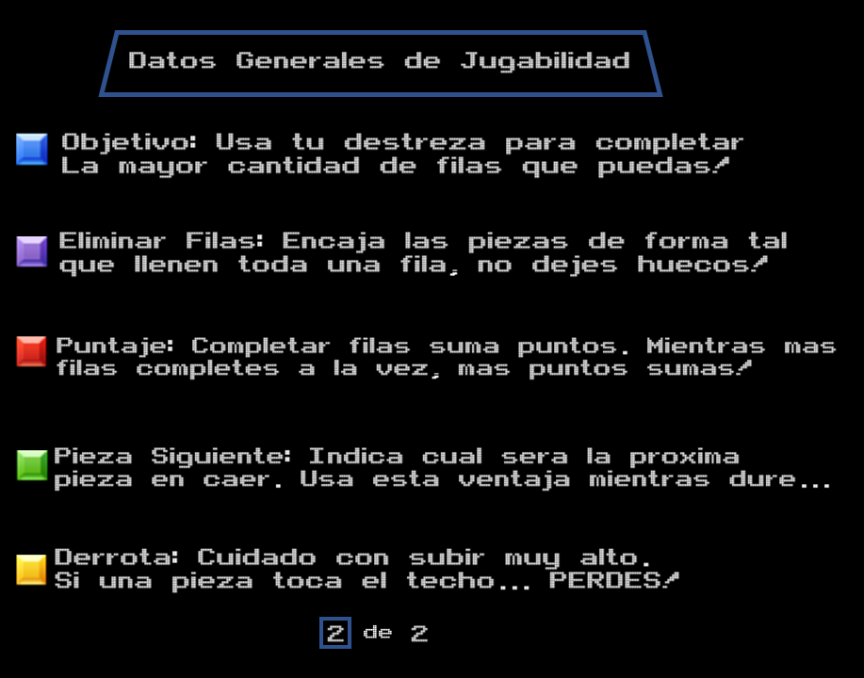 Datos Generales de Jugabilidad
Objetivo: Usa tu destreza para completar
La mayor cantidad de filas que puedas!
Eliminar Filas: Encaja las piezas de forma tal
que llenen toda una fila, no dejes huecos!
Puntaje: Completar filas suma puntos. Mientras mas
filas completes a la vez, mas puntos sumas!
Pieza Siguiente: Indica cual sera la proxima
pieza en caer. Usa esta ventaja mientras dure...
Derrota: Cuidado con subir muy alto.
Si una pieza toca el techo... PERDES!
2 de 2